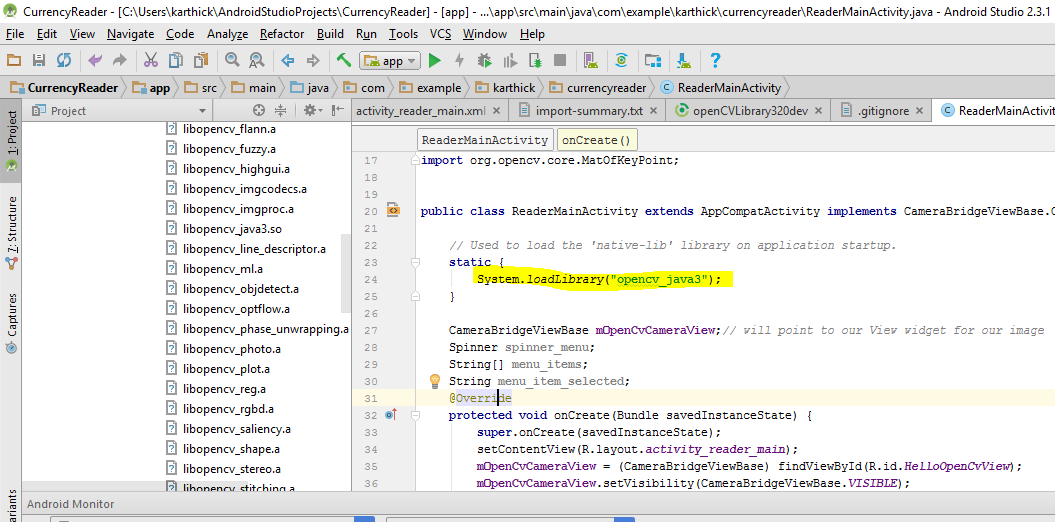 CurrencyReader - [C:\Users\karthick\AndroidStudioProjects\CurrencyReader] - [app] - ...\app\src\main\java\com\example\karthick\currencyreader\ReaderMainActivity.java - Android Studio 2.3.1
File Edit View Navigate Code Analyze Refactor Build Run Tools VCS Window Help
app
CurrencyReader app src main java com example karthick currencyreader ReaderMainActivity
Project
activity_reader_main.xml import-summary.txt openCVLibrary320dev .gitignore ReaderMainActiv
1: Project
7: Structure
Captures
libopencv_flann.a
libopencv_fuzzy.a
libopencv_highgui.a
libopencv_imgcodecs.a
libopencv_imgproc.a
libopencv_java3.so
libopencv_line_descriptor.a
libopencv_ml.a
libopencv_objdetect.a
libopencv_optflow.a
libopencv_phase_unwrapping.a
libopencv_photo.a
libopencv_plot.a
libopencv_reg.a
libopencv_rgbd.a
libopencv_saliency.a
libopencv_shape.a
libopencv_stereo.a
libopencv_stitching.a
ReaderMainActivity onCreate()
17 import org.opencv.core.MatOfKeyPoint;
18
19
20 public class ReaderMainActivity extends AppCompatActivity implements CameraBridgeViewBase.C
21
22 // Used to load the 'native-lib' library on application startup.
23 static {
24 System.loadLibrary("opencv_java3");
25 }
26
27 CameraBridgeViewBase mOpenCvCameraView;// will point to our View widget for our image
28 Spinner spinner_menu;
29 String[] menu_items;
30 String menu_item_selected;
31 @Override
32 protected void onCreate(Bundle savedInstanceState) {
33 super.onCreate(savedInstanceState);
34 setContentView(R.layout.activity_reader_main);
35 mOpenCvCameraView = (CameraBridgeViewBase) findViewById(R.id.HelloOpenCvView);
36 mOpenCvCameraView.setVisibility(CameraBridgeViewBase.VISIBLE);
Android Monitor